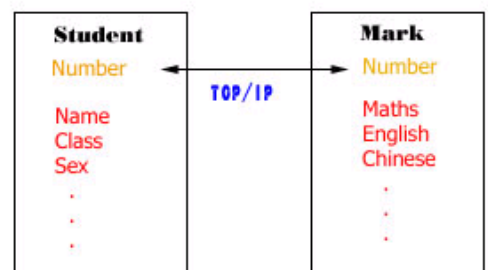 Student
Number
Name
Class
Sex
.
.
.
TOP/IP
Mark
Number
Maths
English
Chinese
.
.
.